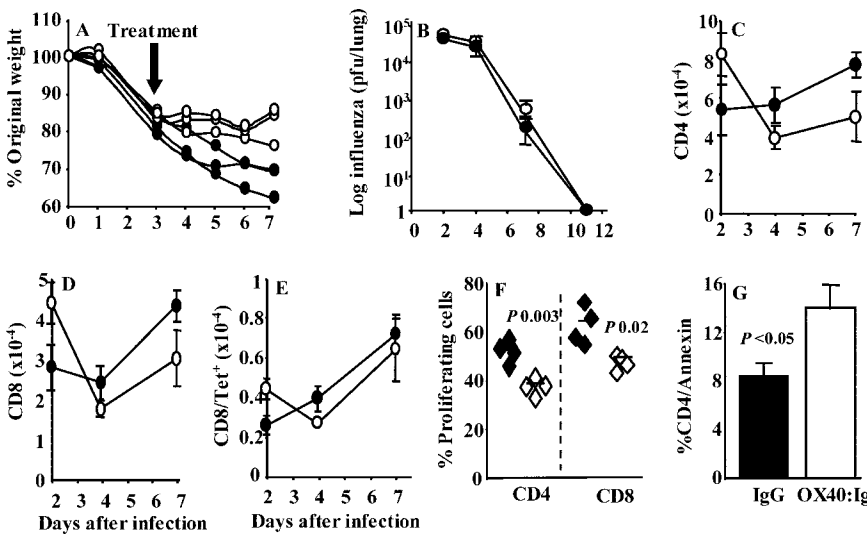 A
Treatment
% Original weight
110
100
90
80
70
60
0 1 2 3 4 5 6 7
B
Log influenza (pfu/lung)
10⁵
10⁴
10³
10²
10¹
1
0 2 4 6 8 10 12
C
CD4 (x10⁻⁴)
10
8
6
4
2
0
2 3 4 5 6 7
D
CD8 (x10⁻⁴)
5
4
3
2
1
0
2 3 4 5 6 7
Days after infection
E
CD8/Tet⁺ (x10⁻⁴)
0.8
0.6
0.4
0.2
0
2 3 4 5 6 7
Days after infection
F
% Proliferating cells
80
60
40
20
0
P 0.003
P 0.02
CD4 CD8
G
%CD4/Annexin
16
12
8
4
0
P <0.05
IgG OX40:Ig